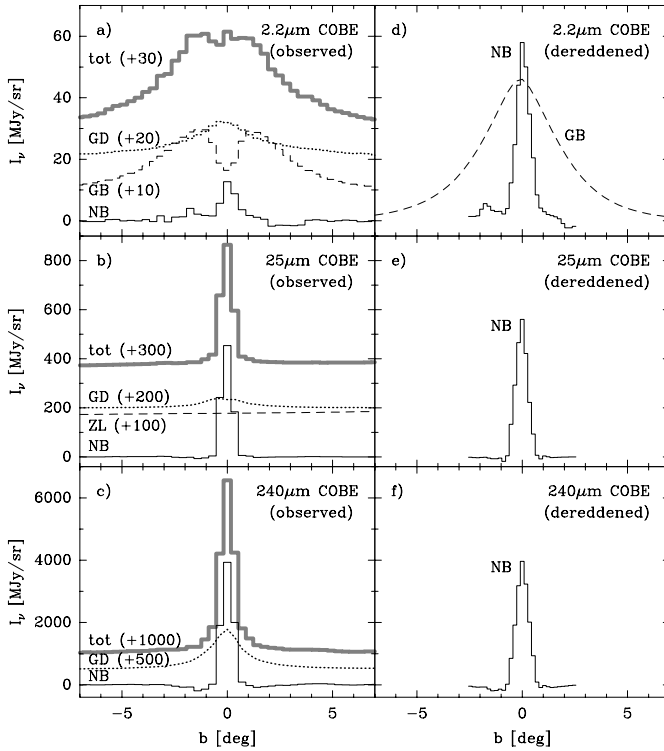 a)
2.2μm COBE
(observed)
tot (+30)
GD (+20)
GB (+10)
NB
60
40
20
0
I_ν [MJy/sr]
d)
2.2μm COBE
(dereddened)
NB
GB
b)
25μm COBE
(observed)
tot (+300)
GD (+200)
ZL (+100)
NB
800
600
400
200
0
I_ν [MJy/sr]
e)
25μm COBE
(dereddened)
NB
c)
240μm COBE
(observed)
tot (+1000)
GD (+500)
NB
6000
4000
2000
0
I_ν [MJy/sr]
f)
240μm COBE
(dereddened)
NB
−5 0 5
b [deg]
−5 0 5
b [deg]